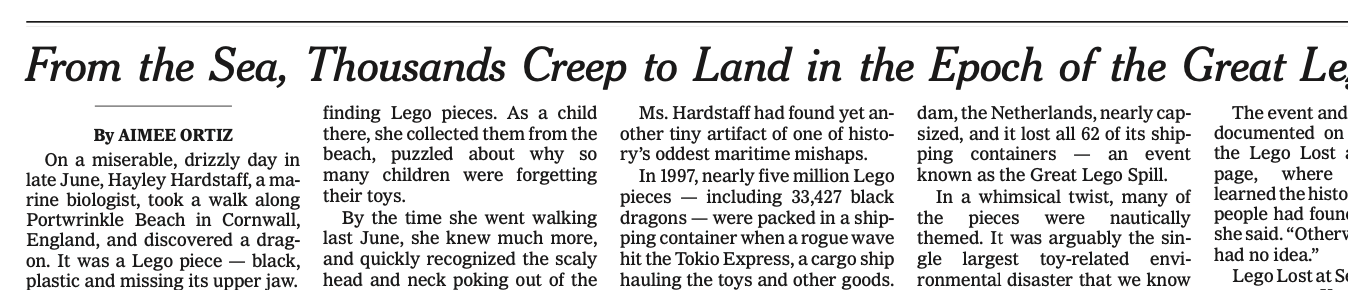 From the Sea, Thousands Creep to Land in the Epoch of the Great
By AIMEE ORTIZ
On a miserable, drizzly day in
late June, Hayley Hardstaff, a ma-
rine biologist, took a walk along
Portwrinkle Beach in Cornwall,
England, and discovered a drag-
on. It was a Lego piece — black,
plastic and missing its upper jaw.
finding Lego pieces. As a child
there, she collected them from the
beach, puzzled about why so
many children were forgetting
their toys.
By the time she went walking
last June, she knew much more,
and quickly recognized the scaly
head and neck poking out of the
Ms. Hardstaff had found yet an-
other tiny artifact of one of histo-
ry's oddest maritime mishaps.
In 1997, nearly five million Lego
pieces — including 33,427 black
dragons — were packed in a ship-
ping container when a rogue wave
hit the Tokio Express, a cargo ship
hauling the toys and other goods.
dam, the Netherlands, nearly cap-
sized, and it lost all 62 of its ship-
ping containers — an event
known as the Great Lego Spill.
In a whimsical twist, many of
the pieces were nautically
themed. It was arguably the sin-
gle largest toy-related envi-
ronmental disaster that we know
The event and
documented on
the Lego Lost
page, where
learned the histo
people had found
she said. “Otherw
had no idea.”
Lego Lost at Se